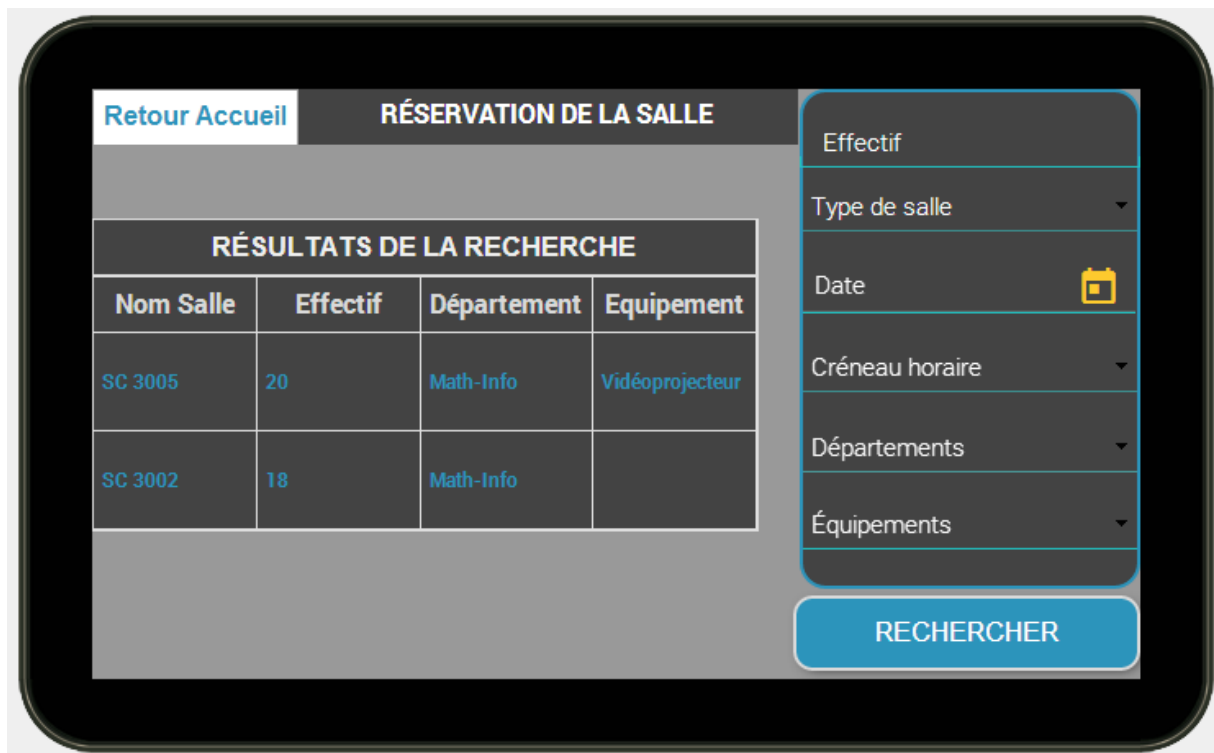 Retour Accueil
RÉSERVATION DE LA SALLE
RÉSULTATS DE LA RECHERCHE
Nom Salle Effectif Département Equipement
SC 3005 20 Math-Info Vidéoprojecteur
SC 3002 18 Math-Info
Effectif
Type de salle
Date
Créneau horaire
Départements
Équipements
RECHERCHER